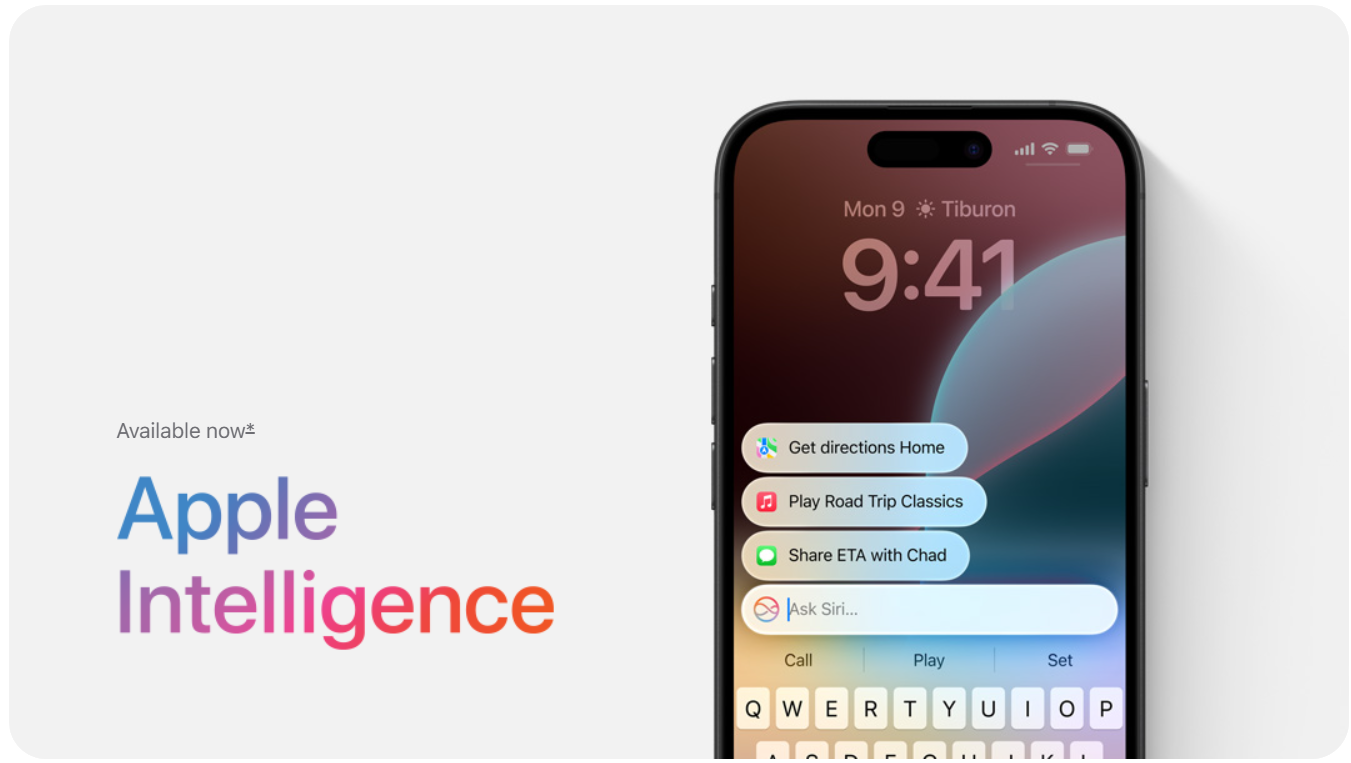 Available now*
Apple
Intelligence
Mon 9 Tiburon
9:41
Get directions Home
Play Road Trip Classics
Share ETA with Chad
Ask Siri...
Call Play Set
Q W E R T Y U I O P
A S D F G H J K L